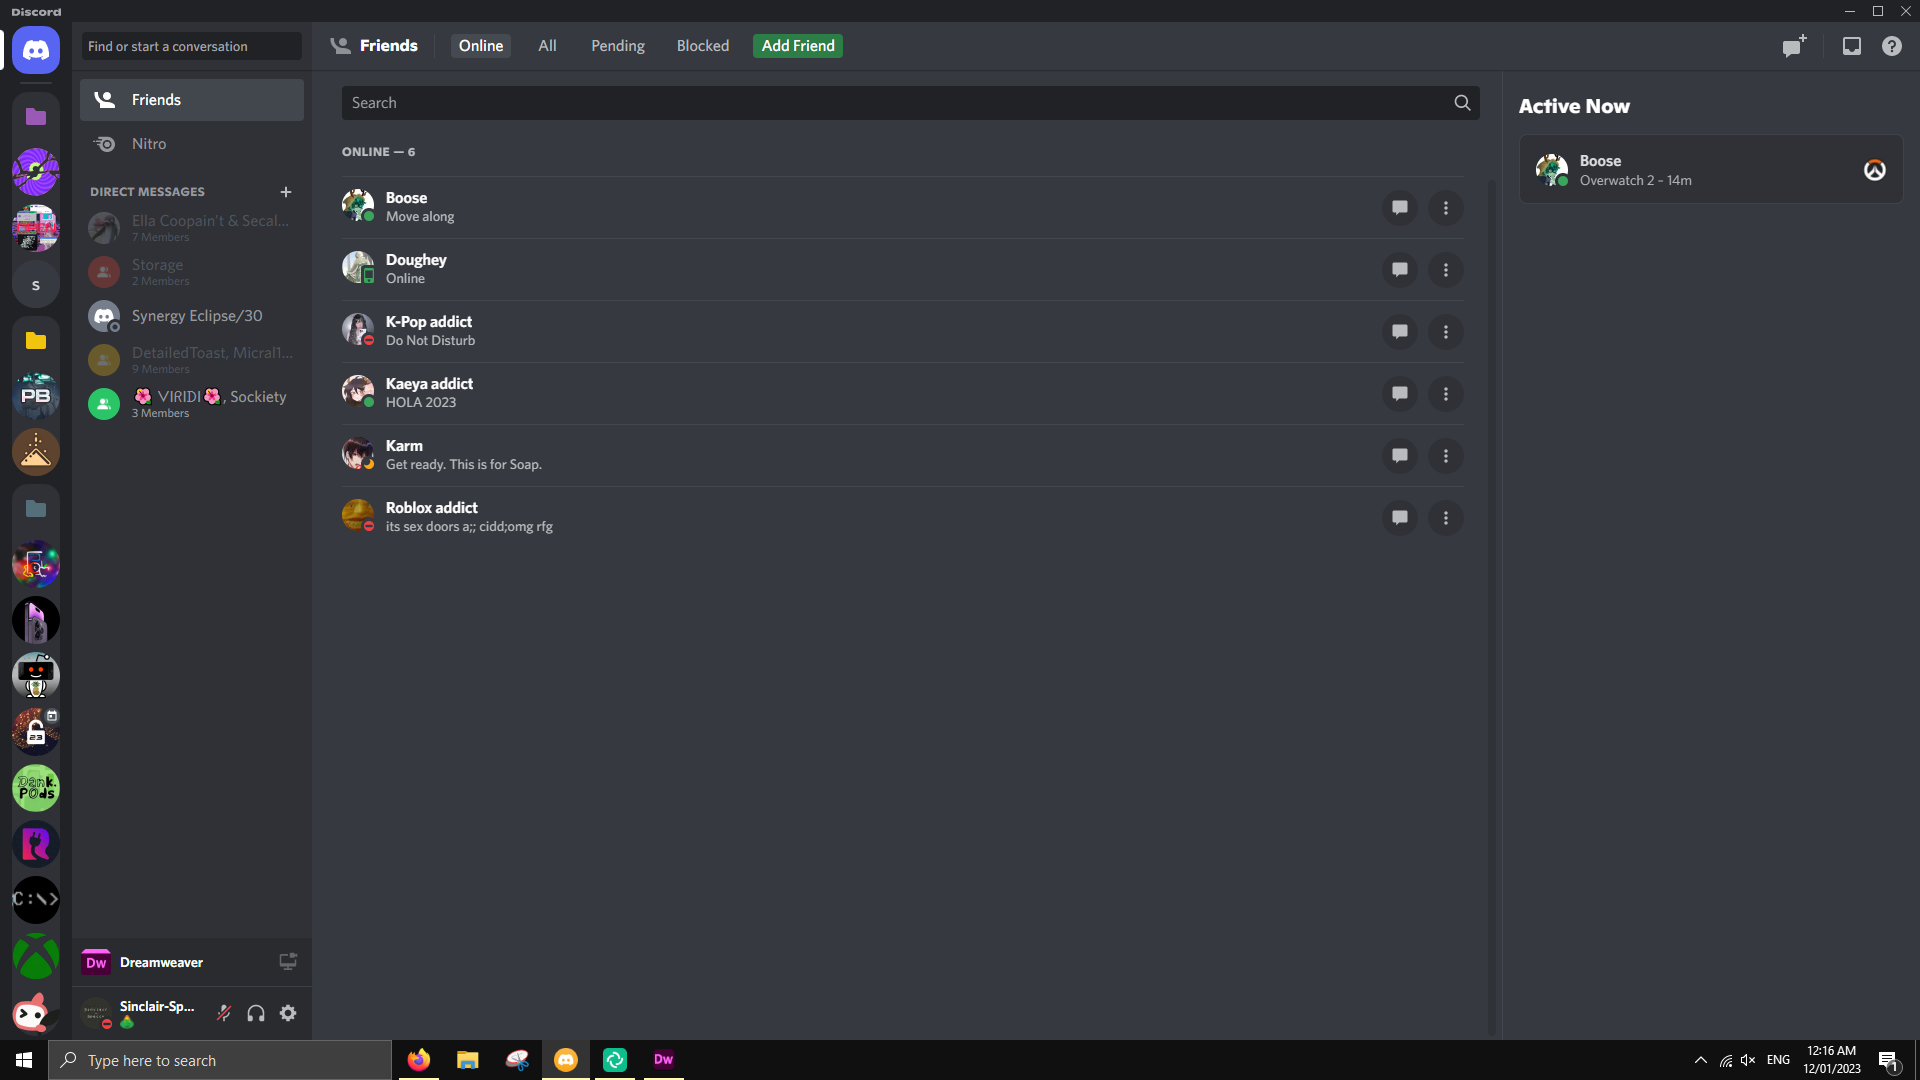 Discord
Find or start a conversation
Friends
Online
All
Pending
Blocked
Add Friend
Friends
Nitro
DIRECT MESSAGES
Ella Coopain't & Secal...
7 Members
Storage
2 Members
Synergy Eclipse/30
DetailedToast, Micral1...
9 Members
🌺 VIRIDI🌺, Sockiety
3 Members
S
PB
23
Dank.
POds
C:\>
Dw
Dreamweaver
Sinclair-Sp...
Search
ONLINE — 6
Boose
Move along
Doughey
Online
K-Pop addict
Do Not Disturb
Kaeya addict
HOLA 2023
Karm
Get ready. This is for Soap.
Roblox addict
its sex doors a;; cidd;omg rfg
Active Now
Boose
Overwatch 2 – 14m
Type here to search
Dw
ENG
12:16 AM
12/01/2023
1